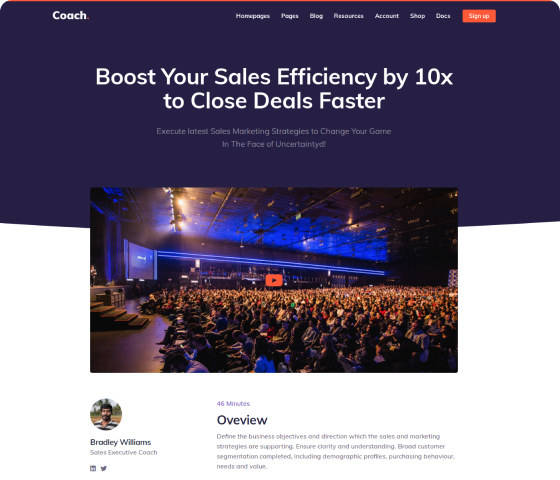 Coach.
Homepages Pages Blog Resources Account Shop Docs Sign up
Boost Your Sales Efficiency by 10x
to Close Deals Faster
Execute latest Sales Marketing Strategies to Change Your Game
In The Face of Uncertaintyd!
46 Minutes
Oveview
Bradley Williams
Sales Executive Coach
Define the business objectives and direction which the sales and marketing
strategies are supporting. Ensure clarity and understanding. Broad customer
segmentation completed, including demographic profiles, purchasing behaviour,
needs and value.